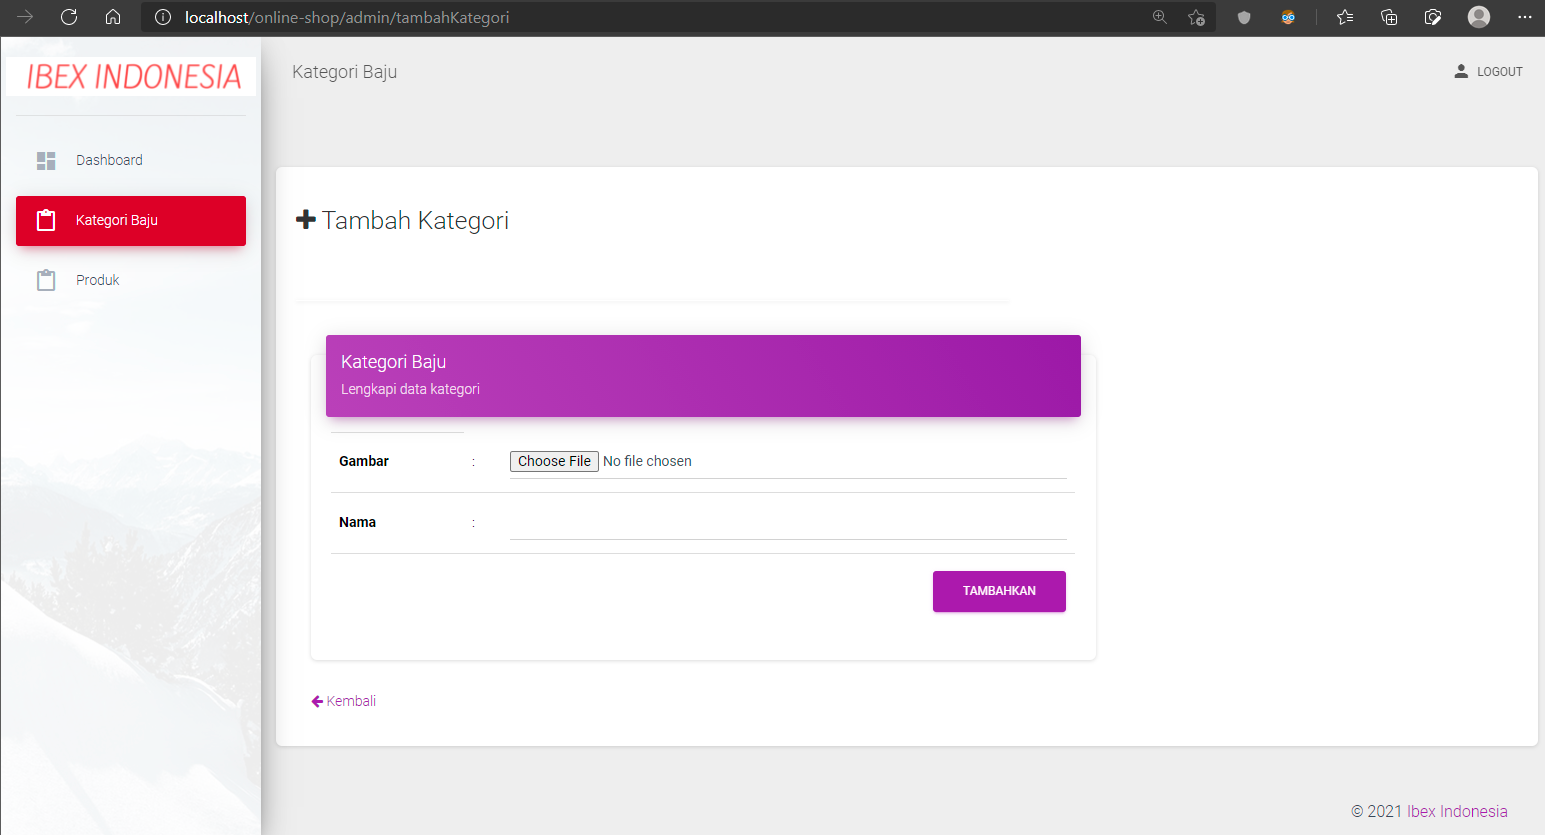 localhost/online-shop/admin/tambahKategori
IBEX INDONESIA
Kategori Baju
LOGOUT
Dashboard
Kategori Baju
Produk
Tambah Kategori
Kategori Baju
Lengkapi data kategori
Gambar : Choose File No file chosen
Nama :
TAMBAHKAN
Kembali
© 2021 Ibex Indonesia